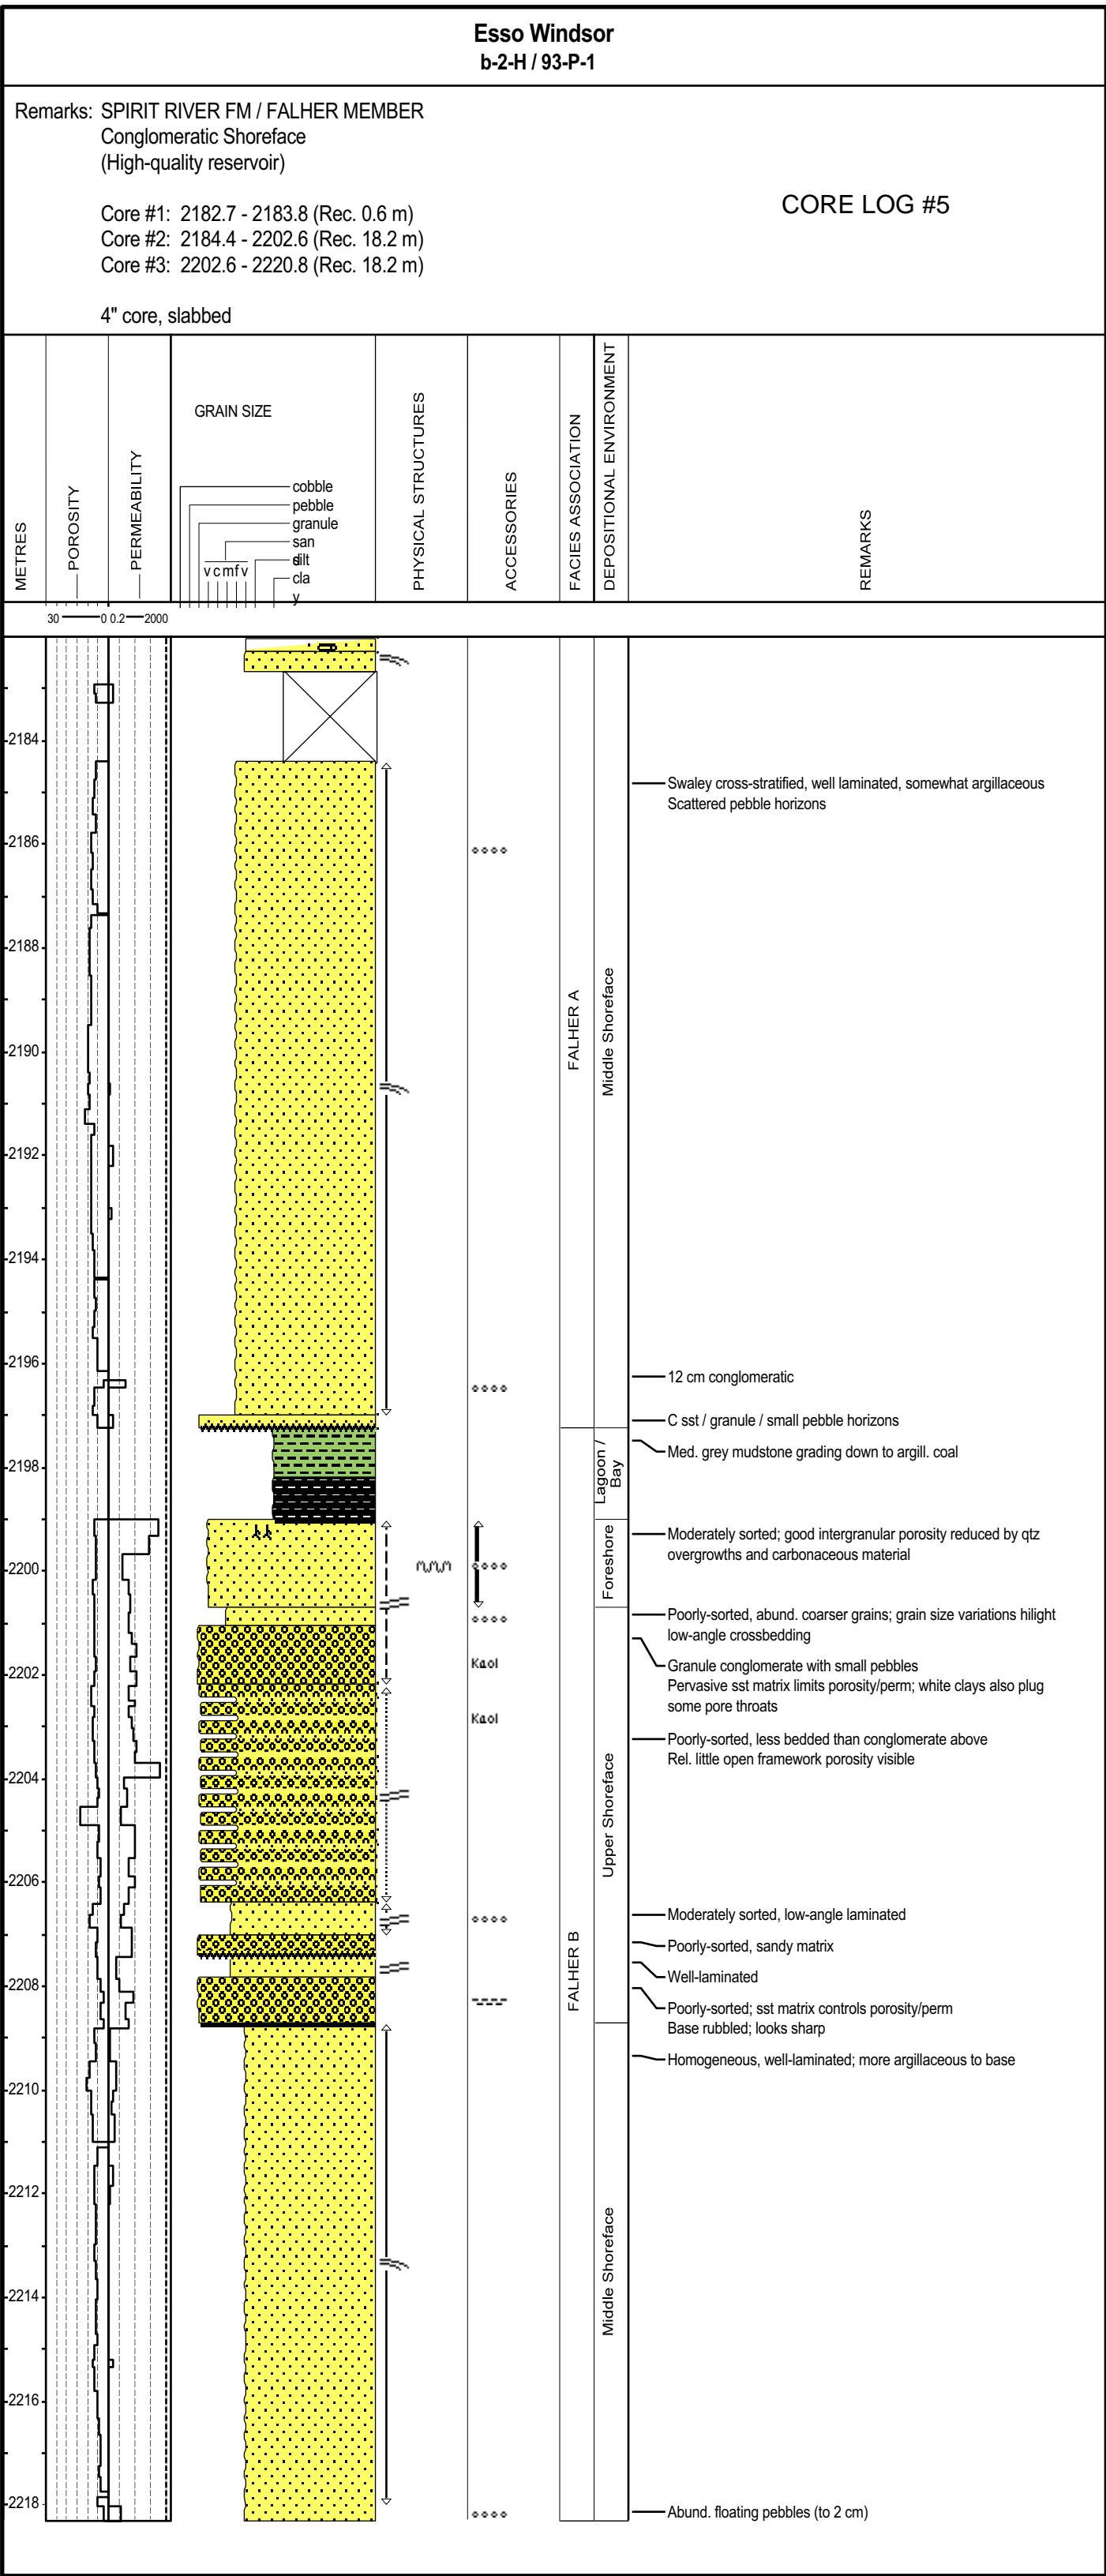 Esso Windsor
b-2-H / 93-P-1
Remarks: SPIRIT RIVER FM / FALHER MEMBER
Conglomeratic Shoreface
(High-quality reservoir)
Core #1: 2182.7 - 2183.8 (Rec. 0.6 m)
Core #2: 2184.4 - 2202.6 (Rec. 18.2 m)
Core #3: 2202.6 - 2220.8 (Rec. 18.2 m)
4" core, slabbed
CORE LOG #5
METRES
POROSITY
PERMEABILITY
GRAIN SIZE
cobble
pebble
granule
san
silt
cla
y
v c m f v
PHYSICAL STRUCTURES
ACCESSORIES
FACIES ASSOCIATION
DEPOSITIONAL ENVIRONMENT
REMARKS
30 0 0.2 2000
2184
Swaley cross-stratified, well laminated, somewhat argillaceous
Scattered pebble horizons
2186
2188
FALHER A
Middle Shoreface
2190
2192
2194
2196
12 cm conglomeratic
C sst / granule / small pebble horizons
Med. grey mudstone grading down to argill. coal
Lagoon /
Bay
2198
Moderately sorted; good intergranular porosity reduced by qtz
overgrowths and carbonaceous material
Foreshore
2200
Poorly-sorted, abund. coarser grains; grain size variations hilight
low-angle crossbedding
Kaol
Granule conglomerate with small pebbles
Pervasive sst matrix limits porosity/perm; white clays also plug
some pore throats
2202
Kaol
Poorly-sorted, less bedded than conglomerate above
Rel. little open framework porosity visible
2204
Upper Shoreface
2206
Moderately sorted, low-angle laminated
FALHER B
Poorly-sorted, sandy matrix
Well-laminated
2208
Poorly-sorted; sst matrix controls porosity/perm
Base rubbled; looks sharp
Homogeneous, well-laminated; more argillaceous to base
2210
2212
Middle Shoreface
2214
2216
2218
Abund. floating pebbles (to 2 cm)